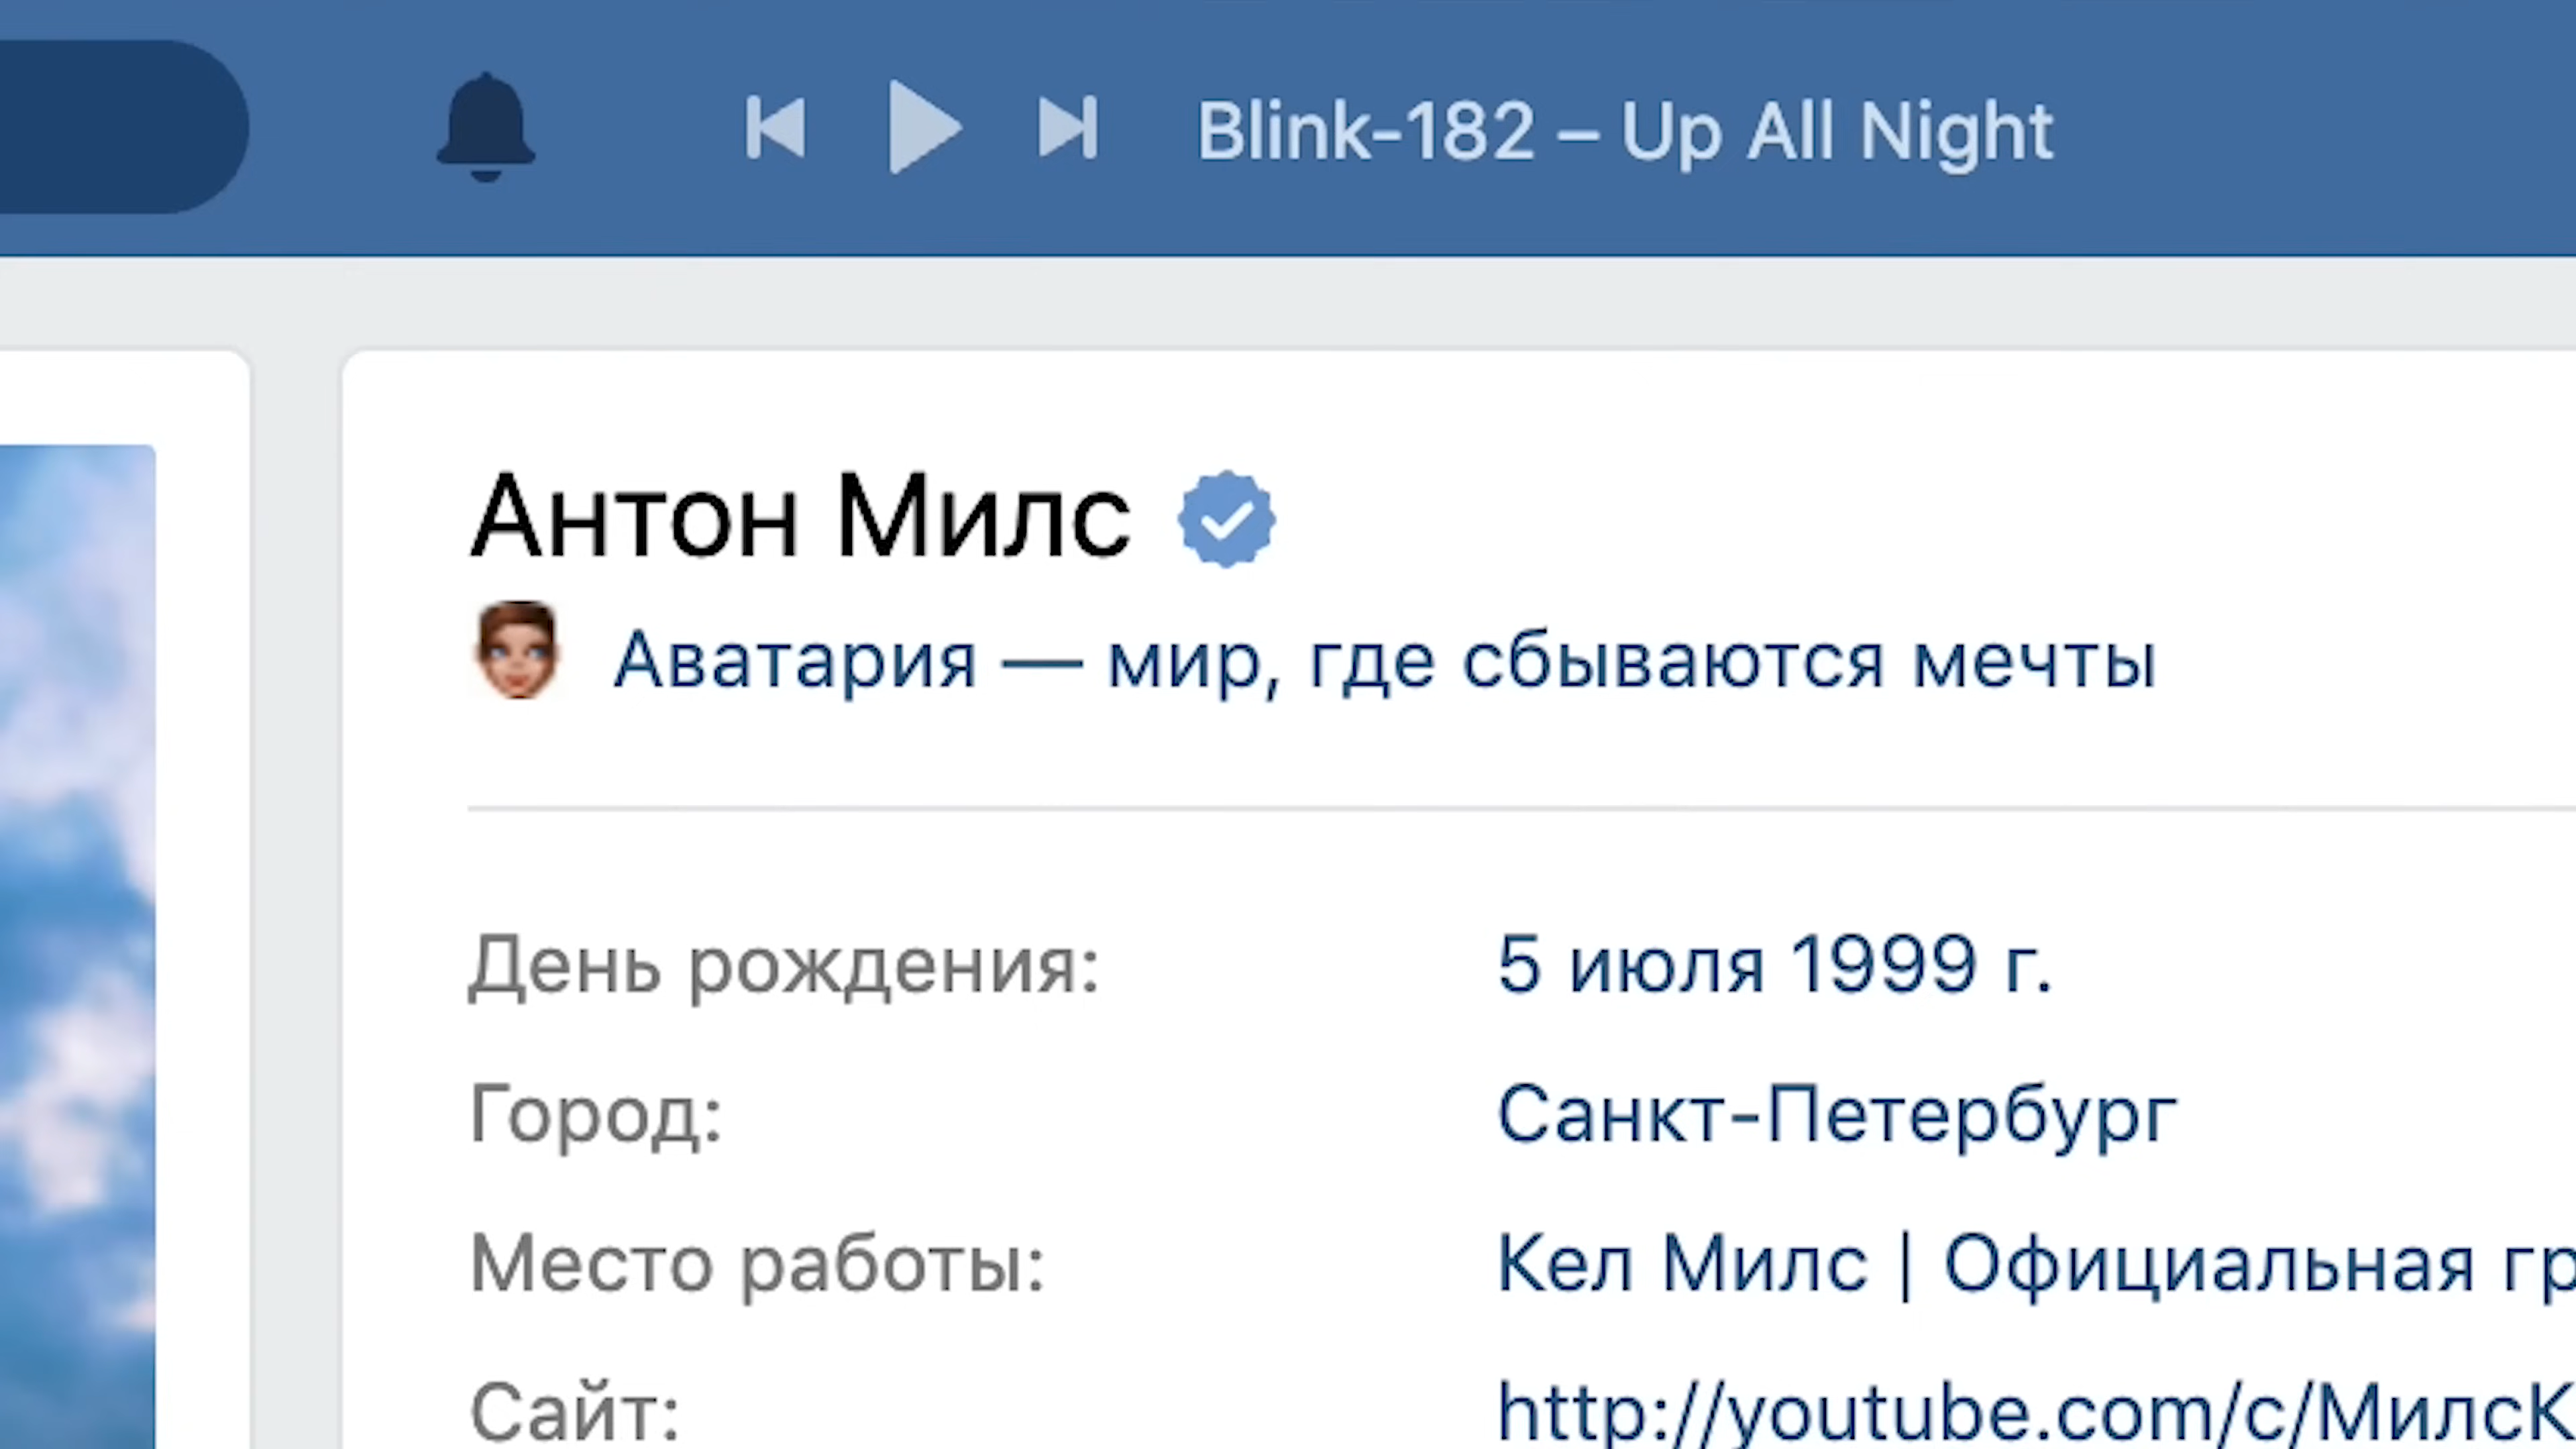 Blink-182 – Up All Night
Антон Милс
Аватария — мир, где сбываются мечты
День рождения: 5 июля 1999 г.
Город: Санкт-Петербург
Место работы: Кел Милс | Официальная гр
Сайт: http://youtube.com/c/МилсК